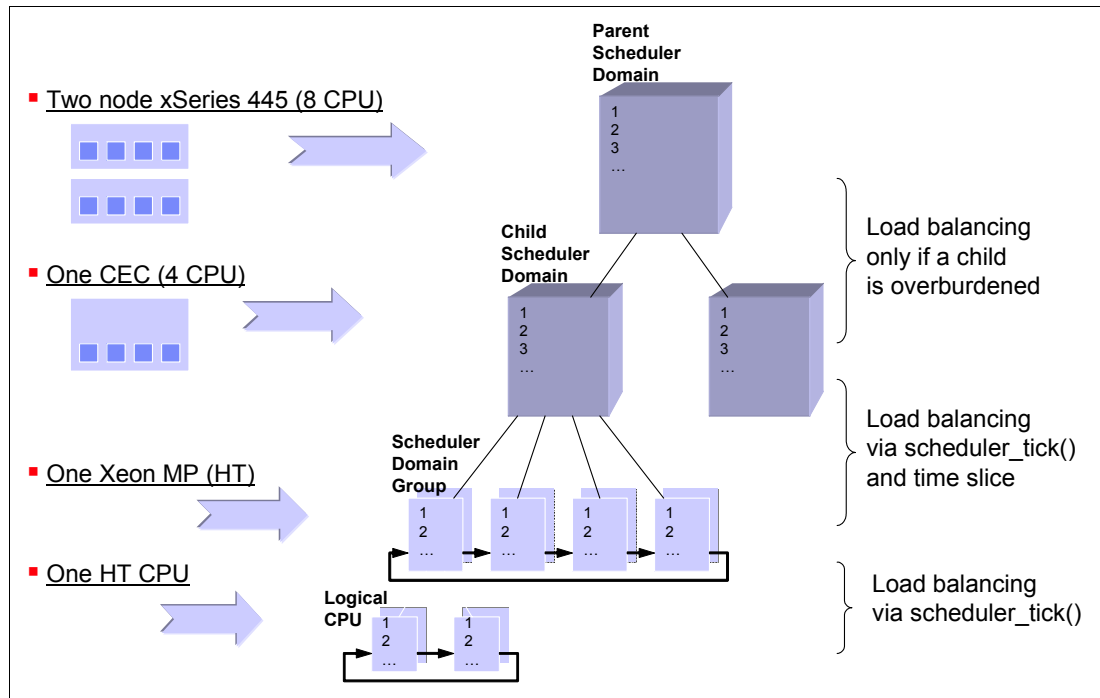 Parent
Scheduler
Domain
▪ Two node xSeries 445 (8 CPU)
1
2
3
…
Load balancing
only if a child
is overburdened
Child
Scheduler
Domain
▪ One CEC (4 CPU)
1
2
3
…
1
2
3
…
Load balancing
via scheduler_tick()
and time slice
Scheduler
Domain
Group
▪ One Xeon MP (HT)
1
2
…
1
2
…
1
2
…
1
2
…
▪ One HT CPU
Load balancing
via scheduler_tick()
Logical
CPU
1
2
…
1
2
…